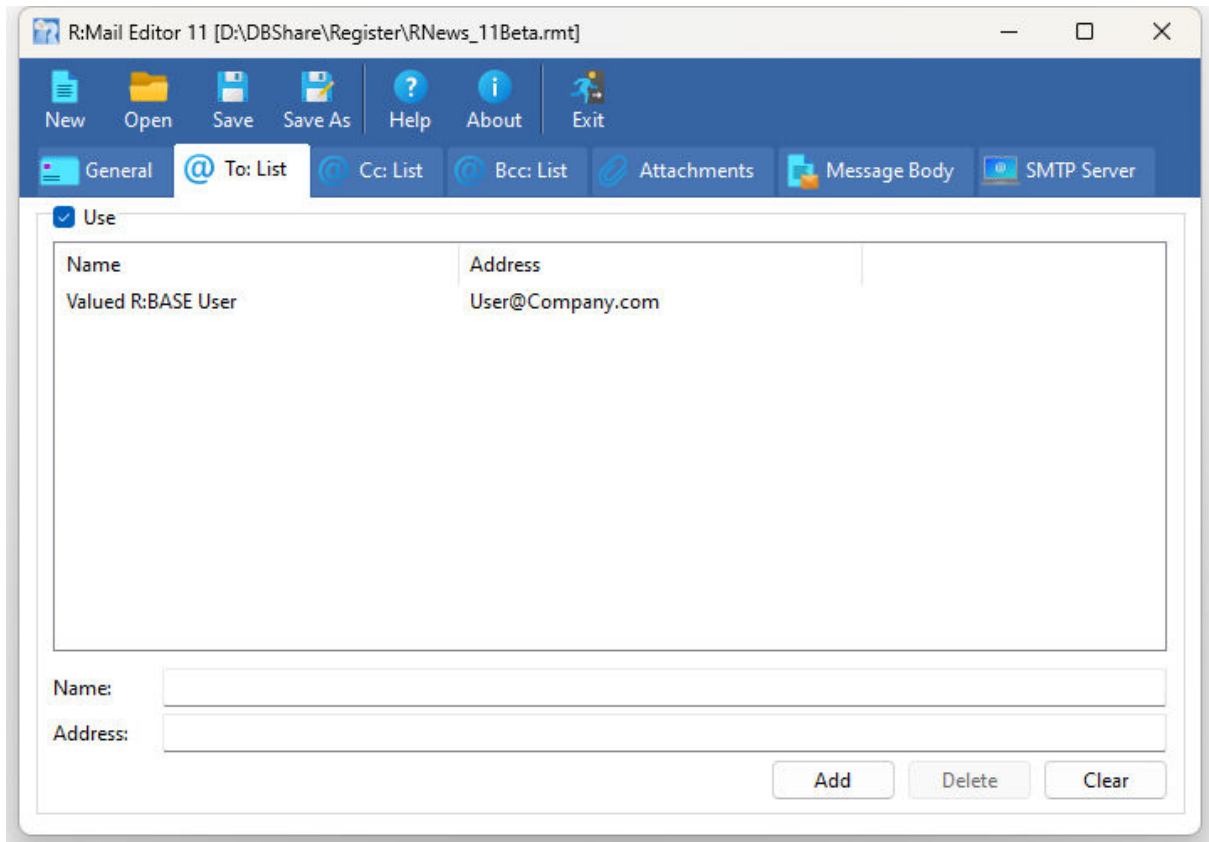 R:Mail Editor 11 [D:\DBShare\Register\RNews_11Beta.rmt]
New Open Save Save As Help About Exit
General To: List Cc: List Bcc: List Attachments Message Body SMTP Server
Use
Name Address
Valued R:BASE User User@Company.com
Name:
Address:
Add Delete Clear